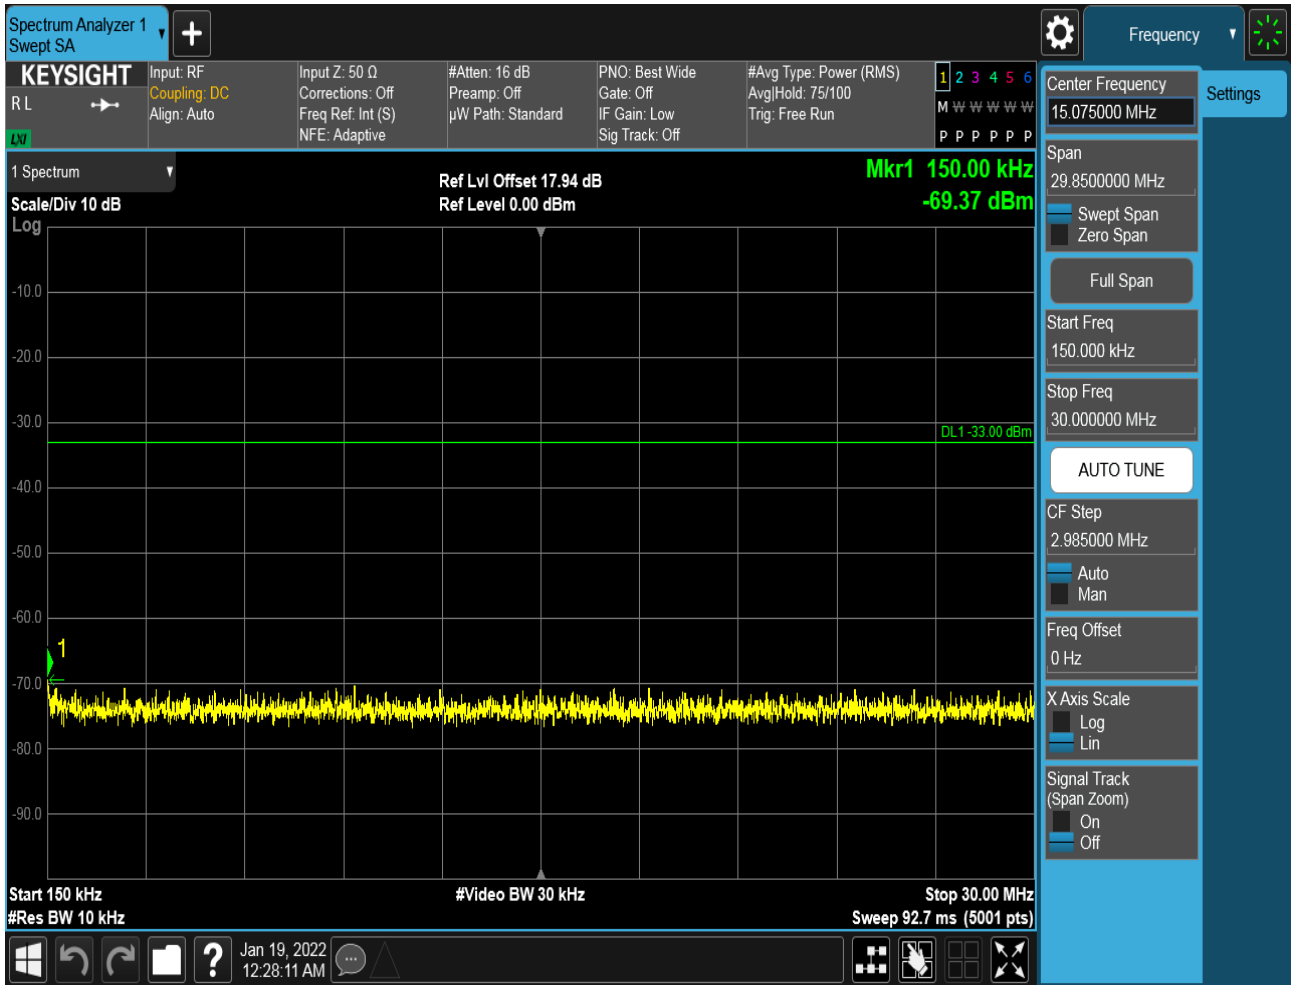 Spectrum Analyzer 1
Swept SA
Frequency
KEYSIGHT
R L
LXI
Input: RF
Coupling: DC
Align: Auto
Input Z: 50 Ω
Corrections: Off
Freq Ref: Int (S)
NFE: Adaptive
#Atten: 16 dB
Preamp: Off
µW Path: Standard
PNO: Best Wide
Gate: Off
IF Gain: Low
Sig Track: Off
#Avg Type: Power (RMS)
Avg|Hold: 75/100
Trig: Free Run
1 2 3 4 5 6
M W W W W W
P P P P P P
1 Spectrum
Scale/Div 10 dB
Log
Ref Lvl Offset 17.94 dB
Ref Level 0.00 dBm
Mkr1 150.00 kHz
-69.37 dBm
-10.0
-20.0
-30.0
DL1 -33.00 dBm
-40.0
-50.0
-60.0
1
-70.0
-80.0
-90.0
Start 150 kHz
#Video BW 30 kHz
Stop 30.00 MHz
#Res BW 10 kHz
Sweep 92.7 ms (5001 pts)
Center Frequency
15.075000 MHz
Settings
Span
29.8500000 MHz
Swept Span
Zero Span
Full Span
Start Freq
150.000 kHz
Stop Freq
30.000000 MHz
AUTO TUNE
CF Step
2.985000 MHz
Auto
Man
Freq Offset
0 Hz
X Axis Scale
Log
Lin
Signal Track
(Span Zoom)
On
Off
?
Jan 19, 2022
12:28:11 AM